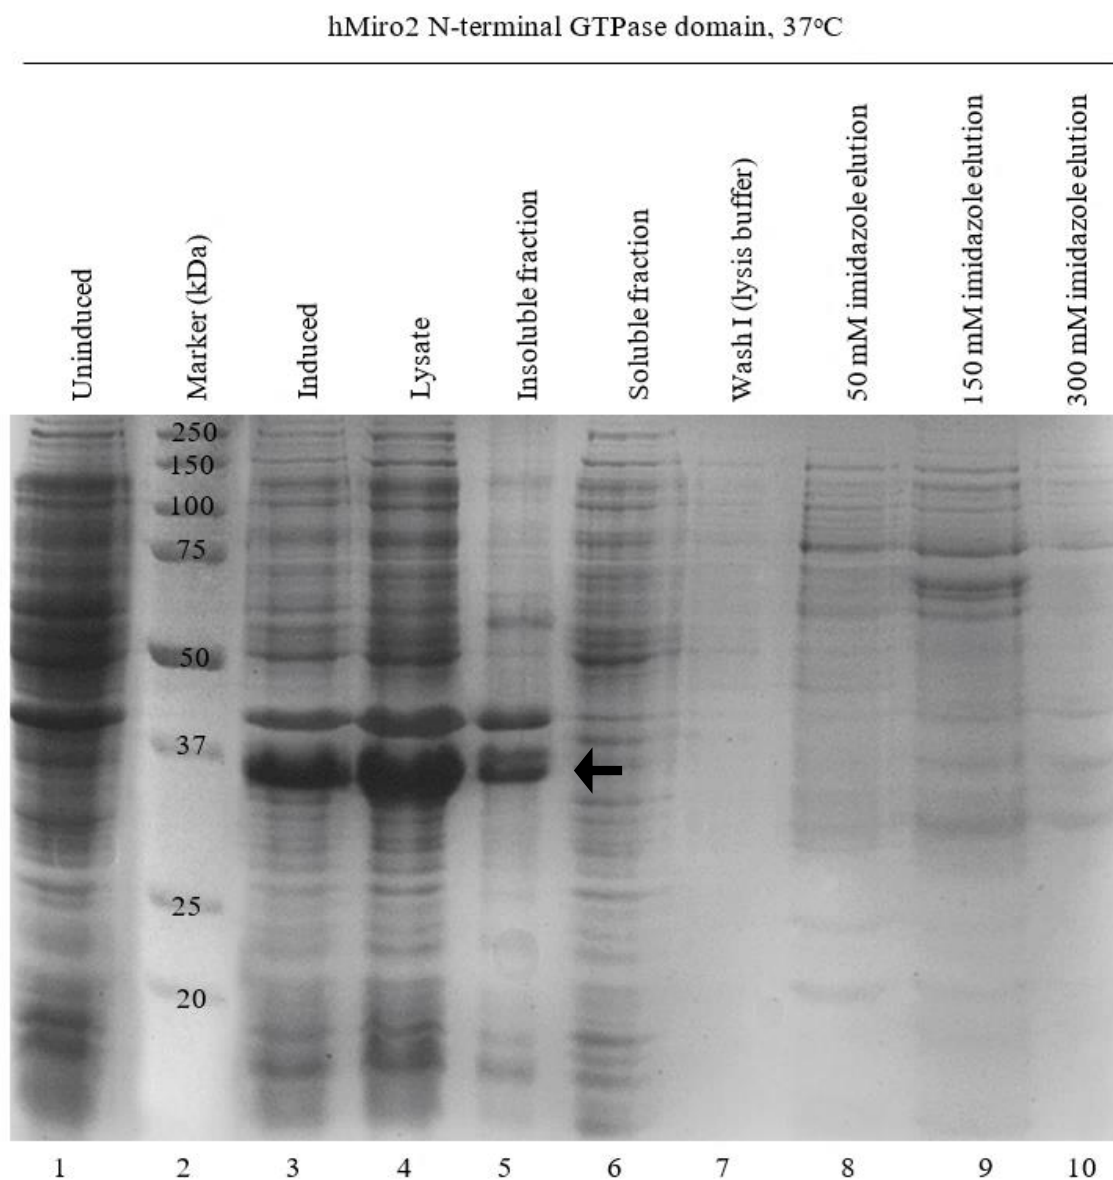 hMiro2 N-terminal GTPase domain, 37°C
Uninduced
Marker (kDa)
Induced
Lysate
Insoluble fraction
Soluble fraction
Wash I (lysis buffer)
50 mM imidazole elution
150 mM imidazole elution
300 mM imidazole elution
250
150
100
75
50
37
25
20
1 2 3 4 5 6 7 8 9 10